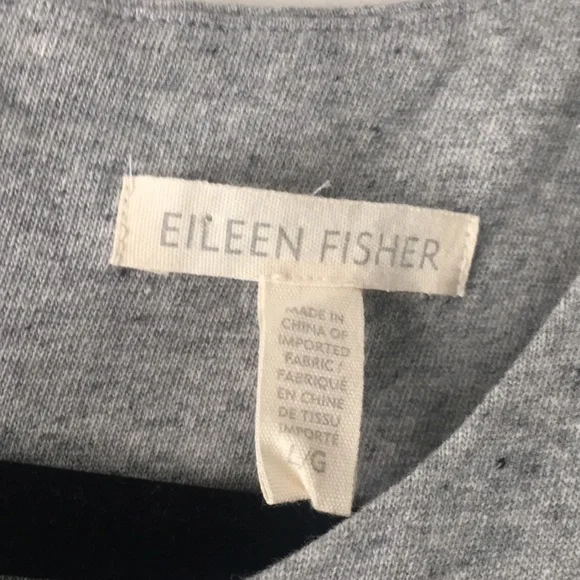 EILEEN FISHER
MADE IN
CHINA OF
IMPORTED
FABRIC /
FABRIQUÉ
EN CHINE
DE TISSU
IMPORTÉ
L/G